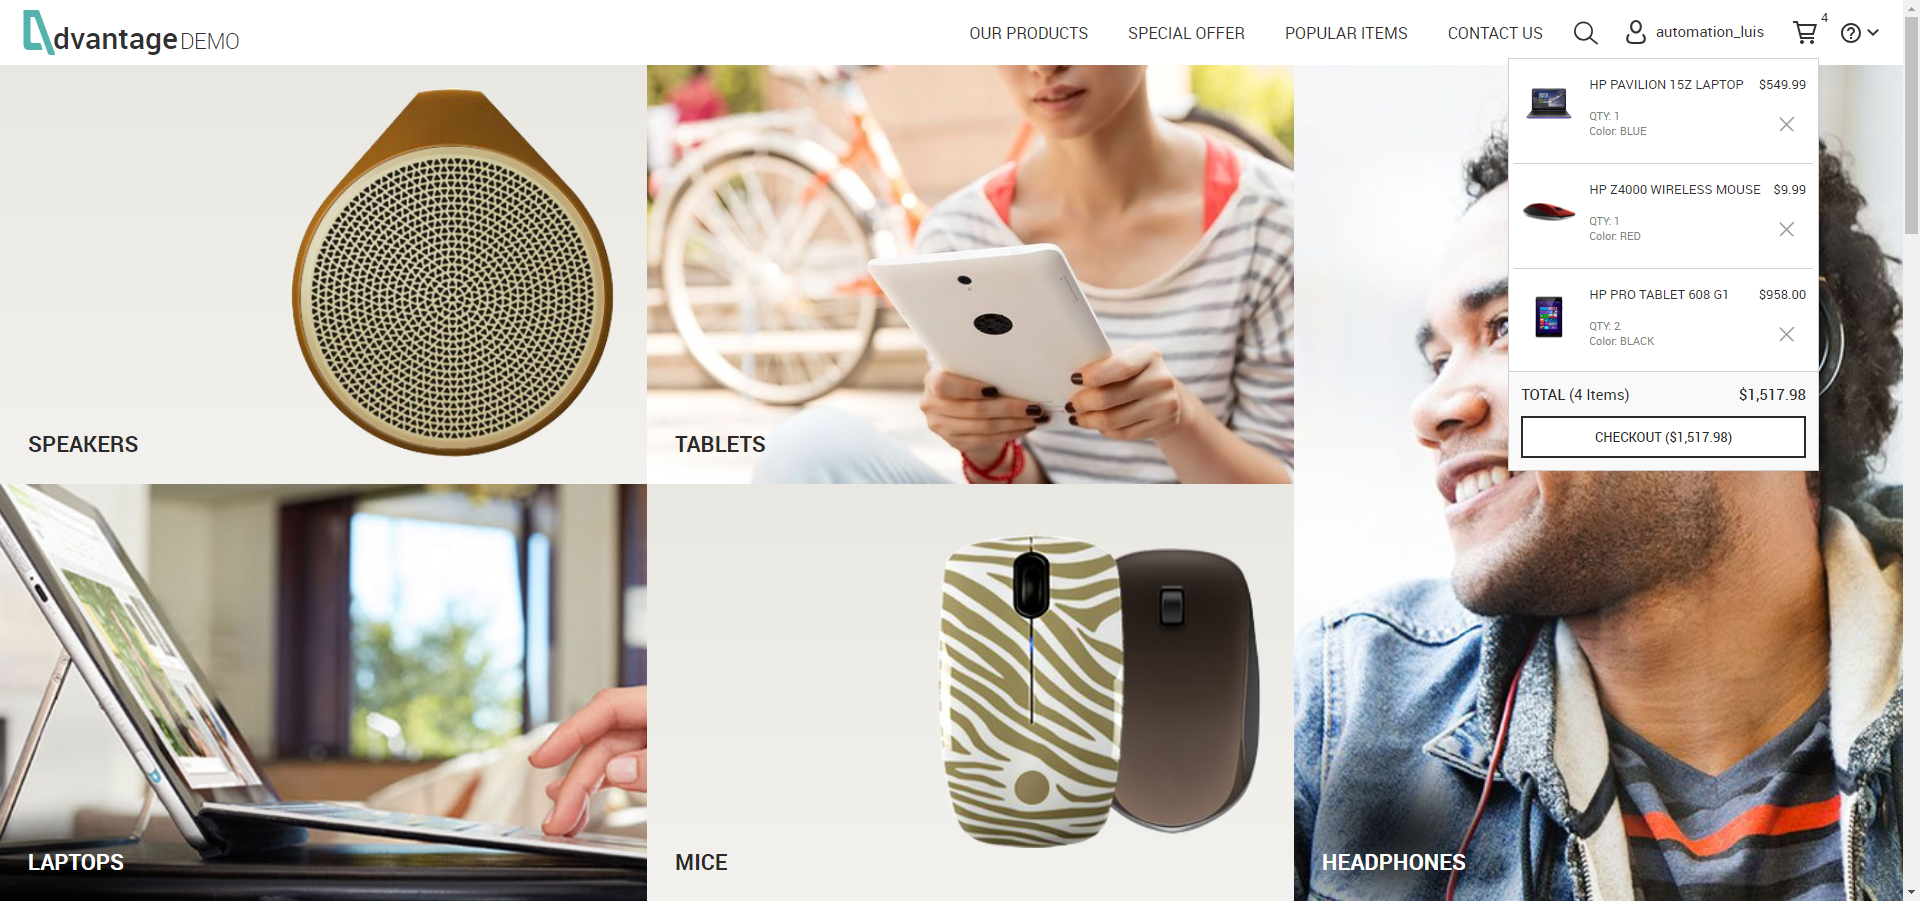 dvantage DEMO
OUR PRODUCTS SPECIAL OFFER POPULAR ITEMS CONTACT US automation_luis 4
HP PAVILION 15Z LAPTOP $549.99
QTY: 1
Color: BLUE
HP Z4000 WIRELESS MOUSE $9.99
QTY: 1
Color: RED
HP PRO TABLET 608 G1 $958.00
QTY: 2
Color: BLACK
TOTAL (4 Items) $1,517.98
CHECKOUT ($1,517.98)
SPEAKERS
TABLETS
LAPTOPS
MICE
HEADPHONES